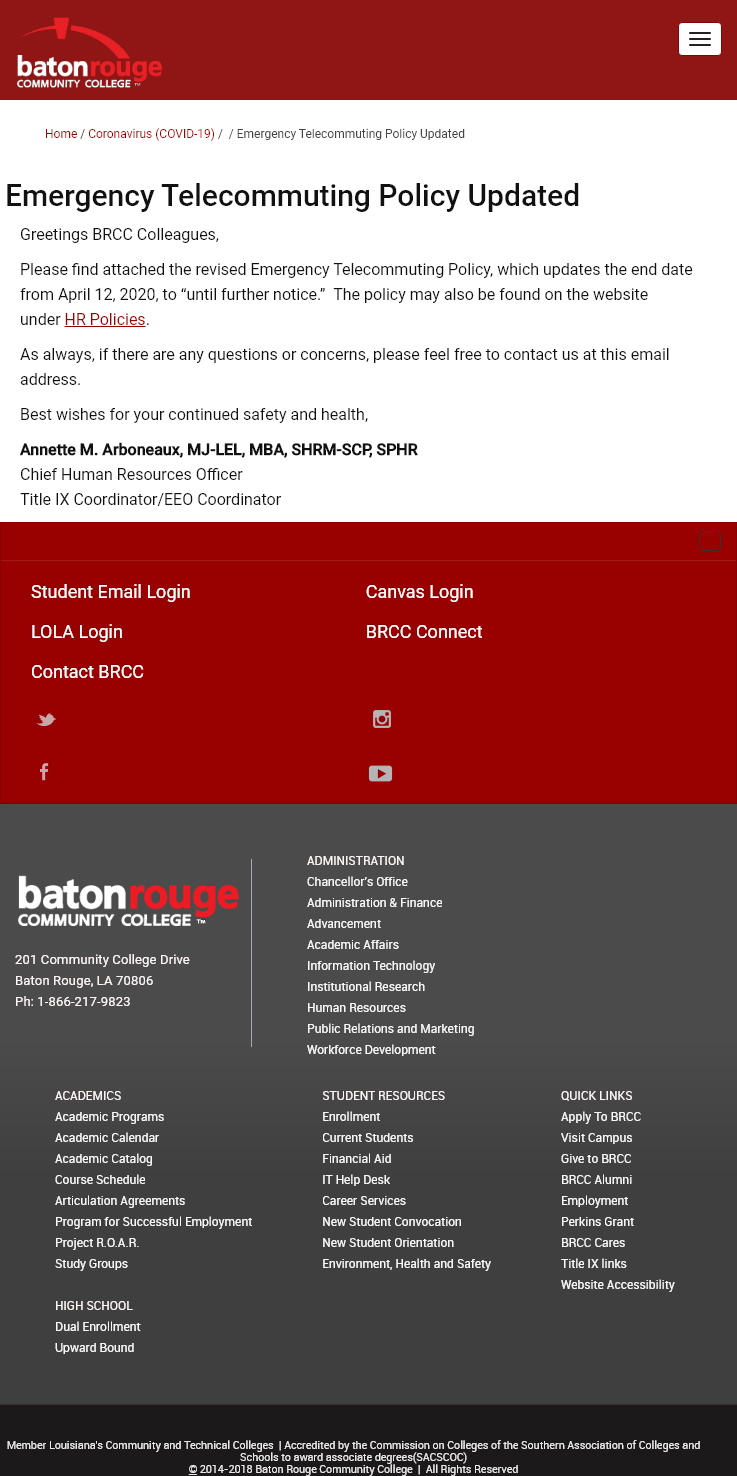 batonrouge
COMMUNITY COLLEGE™
Home / Coronavirus (COVID-19) / / Emergency Telecommuting Policy Updated
Emergency Telecommuting Policy Updated
Greetings BRCC Colleagues,
Please find attached the revised Emergency Telecommuting Policy, which updates the end date
from April 12, 2020, to “until further notice.” The policy may also be found on the website
under HR Policies.
As always, if there are any questions or concerns, please feel free to contact us at this email
address.
Best wishes for your continued safety and health,
Annette M. Arboneaux, MJ-LEL, MBA, SHRM-SCP, SPHR
Chief Human Resources Officer
Title IX Coordinator/EEO Coordinator
Student Email Login
Canvas Login
LOLA Login
BRCC Connect
Contact BRCC
batonrouge
COMMUNITY COLLEGE™
201 Community College Drive
Baton Rouge, LA 70806
Ph: 1-866-217-9823
ADMINISTRATION
Chancellor's Office
Administration & Finance
Advancement
Academic Affairs
Information Technology
Institutional Research
Human Resources
Public Relations and Marketing
Workforce Development
ACADEMICS
Academic Programs
Academic Calendar
Academic Catalog
Course Schedule
Articulation Agreements
Program for Successful Employment
Project R.O.A.R.
Study Groups
HIGH SCHOOL
Dual Enrollment
Upward Bound
STUDENT RESOURCES
Enrollment
Current Students
Financial Aid
IT Help Desk
Career Services
New Student Convocation
New Student Orientation
Environment, Health and Safety
QUICK LINKS
Apply To BRCC
Visit Campus
Give to BRCC
BRCC Alumni
Employment
Perkins Grant
BRCC Cares
Title IX links
Website Accessibility
Member Louisiana's Community and Technical Colleges | Accredited by the Commission on Colleges of the Southern Association of Colleges and
Schools to award associate degrees(SACSCOC)
© 2014-2018 Baton Rouge Community College | All Rights Reserved